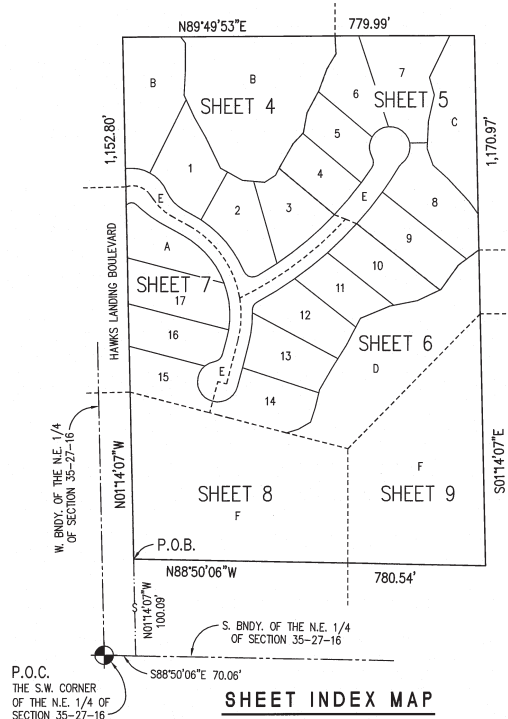 N89°49'53"E 779.99'
B
B
SHEET 4
7
6
SHEET 5
5
C
1,152.80'
1,170.97'
1
4
E
E
2
3
8
9
A
10
HAWKS LANDING BOULEVARD
SHEET 7
17
11
12
16
SHEET 6
13
D
15
E
14
W. BNDY. OF THE N.E. 1/4
OF SECTION 35-27-16
N01°14'07"W
S01°14'07"E
F
SHEET 8
SHEET 9
F
P.O.B.
N88°50'06"W
780.54'
S
N01°14'07"W
100.09'
S. BNDY. OF THE N.E. 1/4
OF SECTION 35-27-16
S88°50'06"E 70.06'
P.O.C.
THE S.W. CORNER
OF THE N.E. 1/4 OF
SECTION 35-27-16
SHEET INDEX MAP